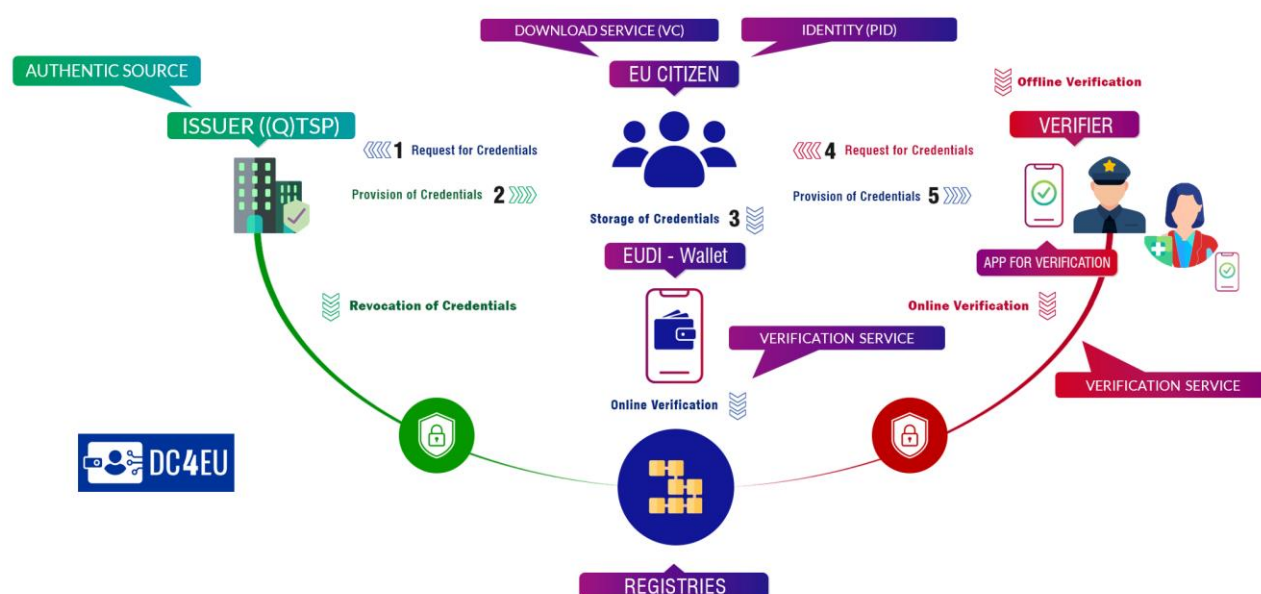 DOWNLOAD SERVICE (VC)
IDENTITY (PID)
AUTHENTIC SOURCE
EU CITIZEN
Offline Verification
ISSUER ((Q)TSP)
VERIFIER
1 Request for Credentials
4 Request for Credentials
Provision of Credentials 2
Provision of Credentials 5
Storage of Credentials 3
EUDI - Wallet
APP FOR VERIFICATION
Revocation of Credentials
Online Verification
VERIFICATION SERVICE
VERIFICATION SERVICE
Online Verification
DC4EU
REGISTRIES